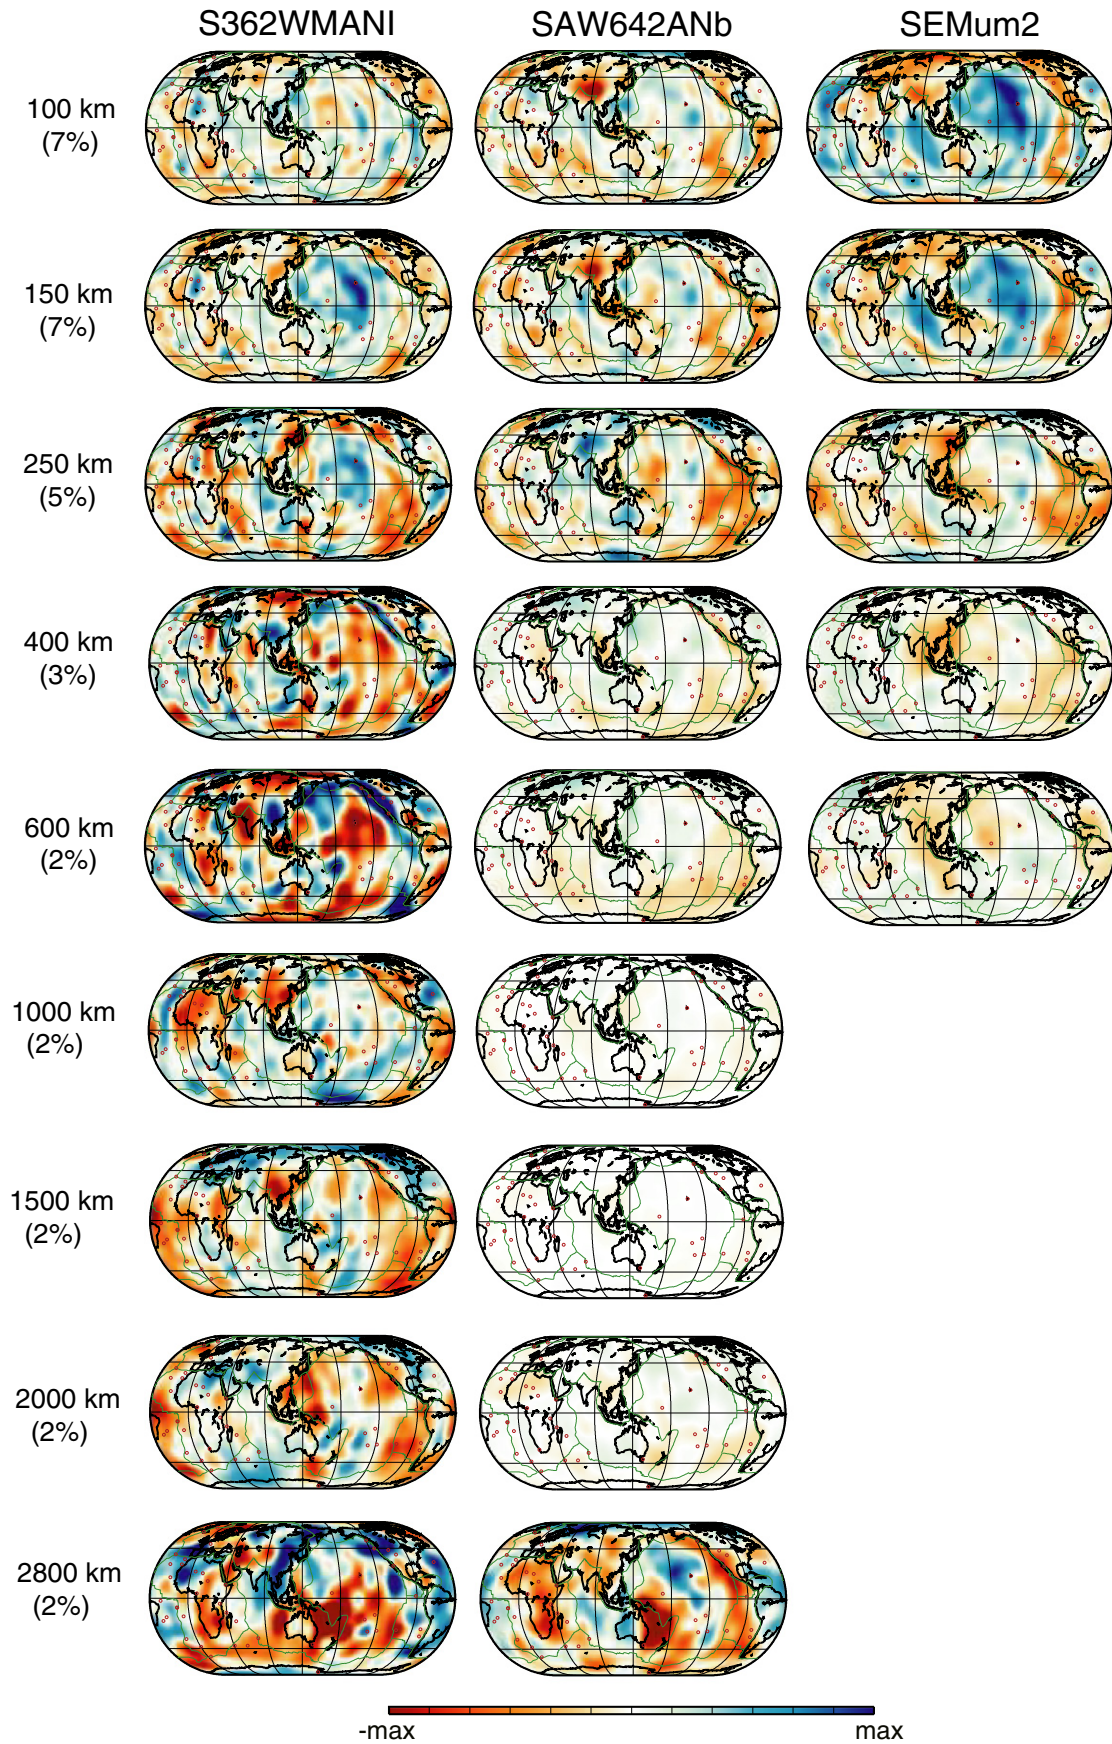 S362WMANI SAW642ANb SEMum2
100 km
(7%)
150 km
(7%)
250 km
(5%)
400 km
(3%)
600 km
(2%)
1000 km
(2%)
1500 km
(2%)
2000 km
(2%)
2800 km
(2%)
-max max